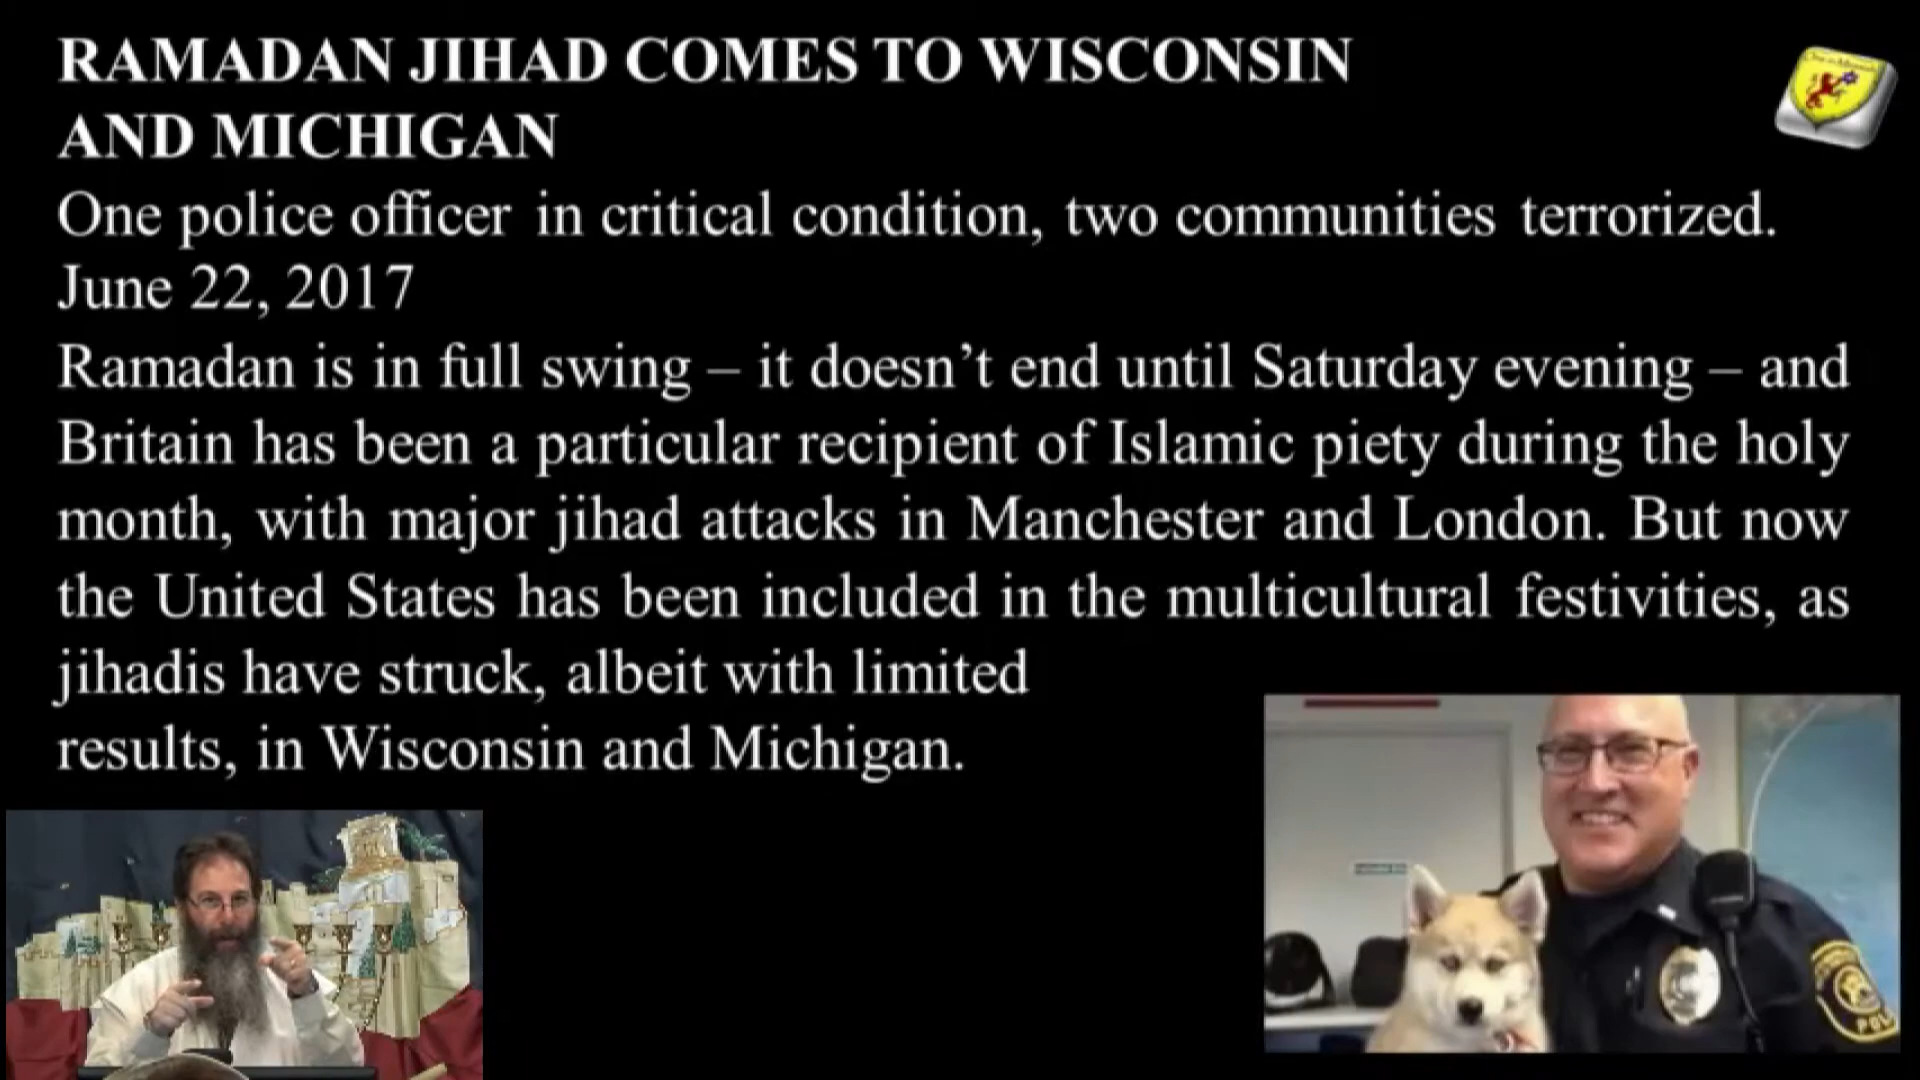 RAMADAN JIHAD COMES TO WISCONSIN
AND MICHIGAN
One police officer in critical condition, two communities terrorized.
June 22, 2017
Ramadan is in full swing – it doesn’t end until Saturday evening – and
Britain has been a particular recipient of Islamic piety during the holy
month, with major jihad attacks in Manchester and London. But now
the United States has been included in the multicultural festivities, as
jihadis have struck, albeit with limited
results, in Wisconsin and Michigan.